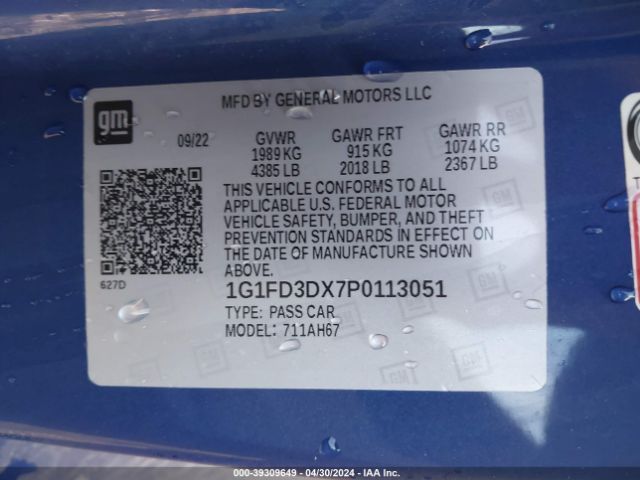 MFD BY GENERAL MOTORS LLC
gm
09/22 GVWR GAWR FRT GAWR RR
1989 KG 915 KG 1074 KG
4385 LB 2018 LB 2367 LB
THIS VEHICLE CONFORMS TO ALL
APPLICABLE U.S. FEDERAL MOTOR
VEHICLE SAFETY, BUMPER, AND THEFT
PREVENTION STANDARDS IN EFFECT ON
THE DATE OF MANUFACTURE SHOWN
ABOVE.
627D
1G1FD3DX7P0113051
TYPE: PASS CAR
MODEL: 711AH67
000-39309649 - 04/30/2024 - IAA Inc.